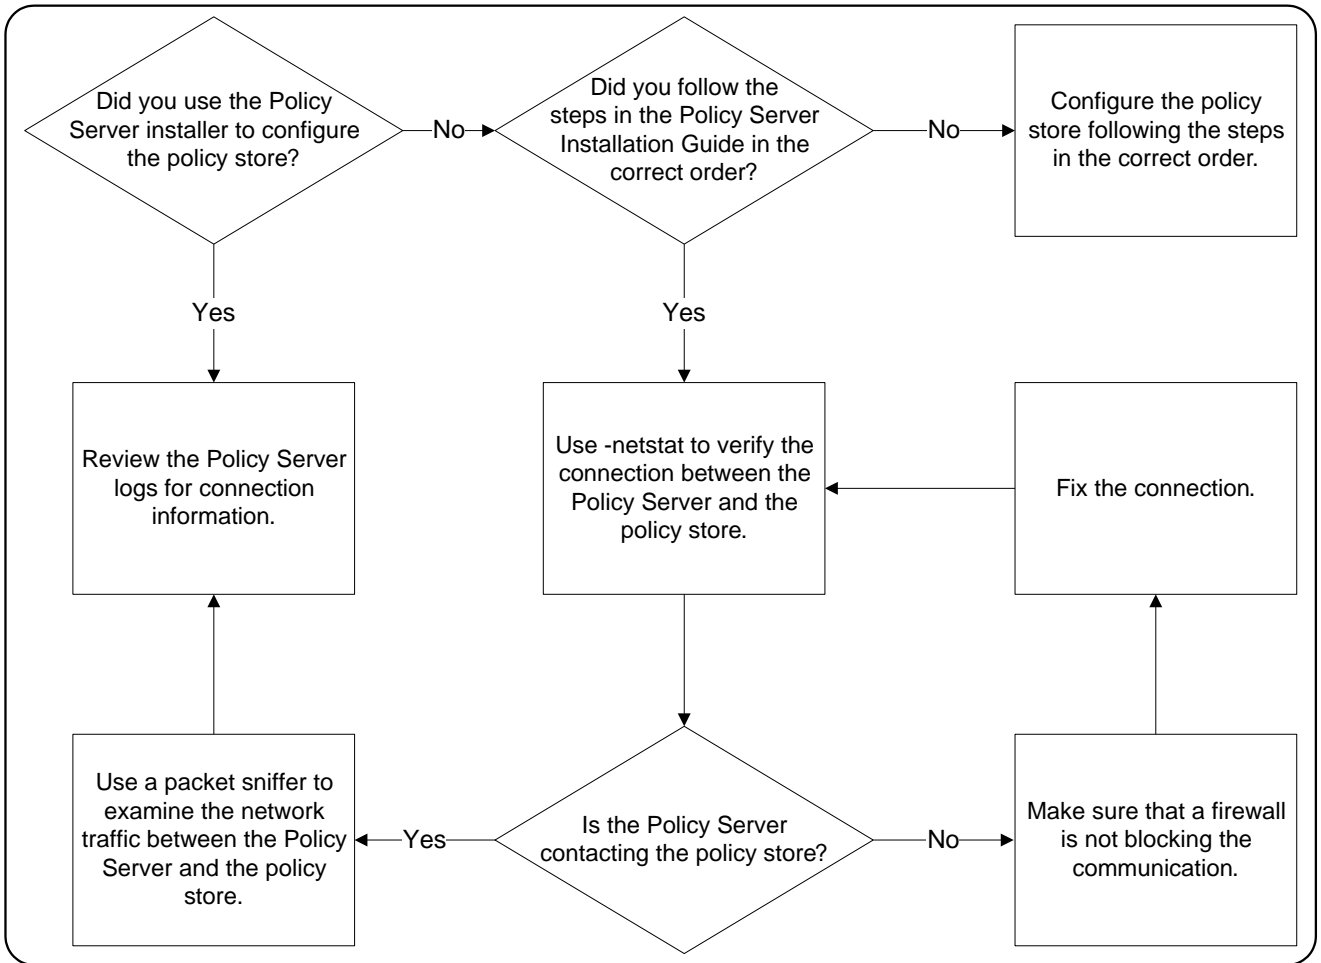 Did you use the Policy
Server installer to configure
the policy store?
No
Did you follow the
steps in the Policy Server
Installation Guide in the
correct order?
No
Configure the policy
store following the steps
in the correct order.
Yes
Yes
Review the Policy Server
logs for connection
information.
Use -netstat to verify the
connection between the
Policy Server and the
policy store.
Fix the connection.
Use a packet sniffer to
examine the network
traffic between the Policy
Server and the policy
store.
Yes
Is the Policy Server
contacting the policy store?
No
Make sure that a firewall
is not blocking the
communication.